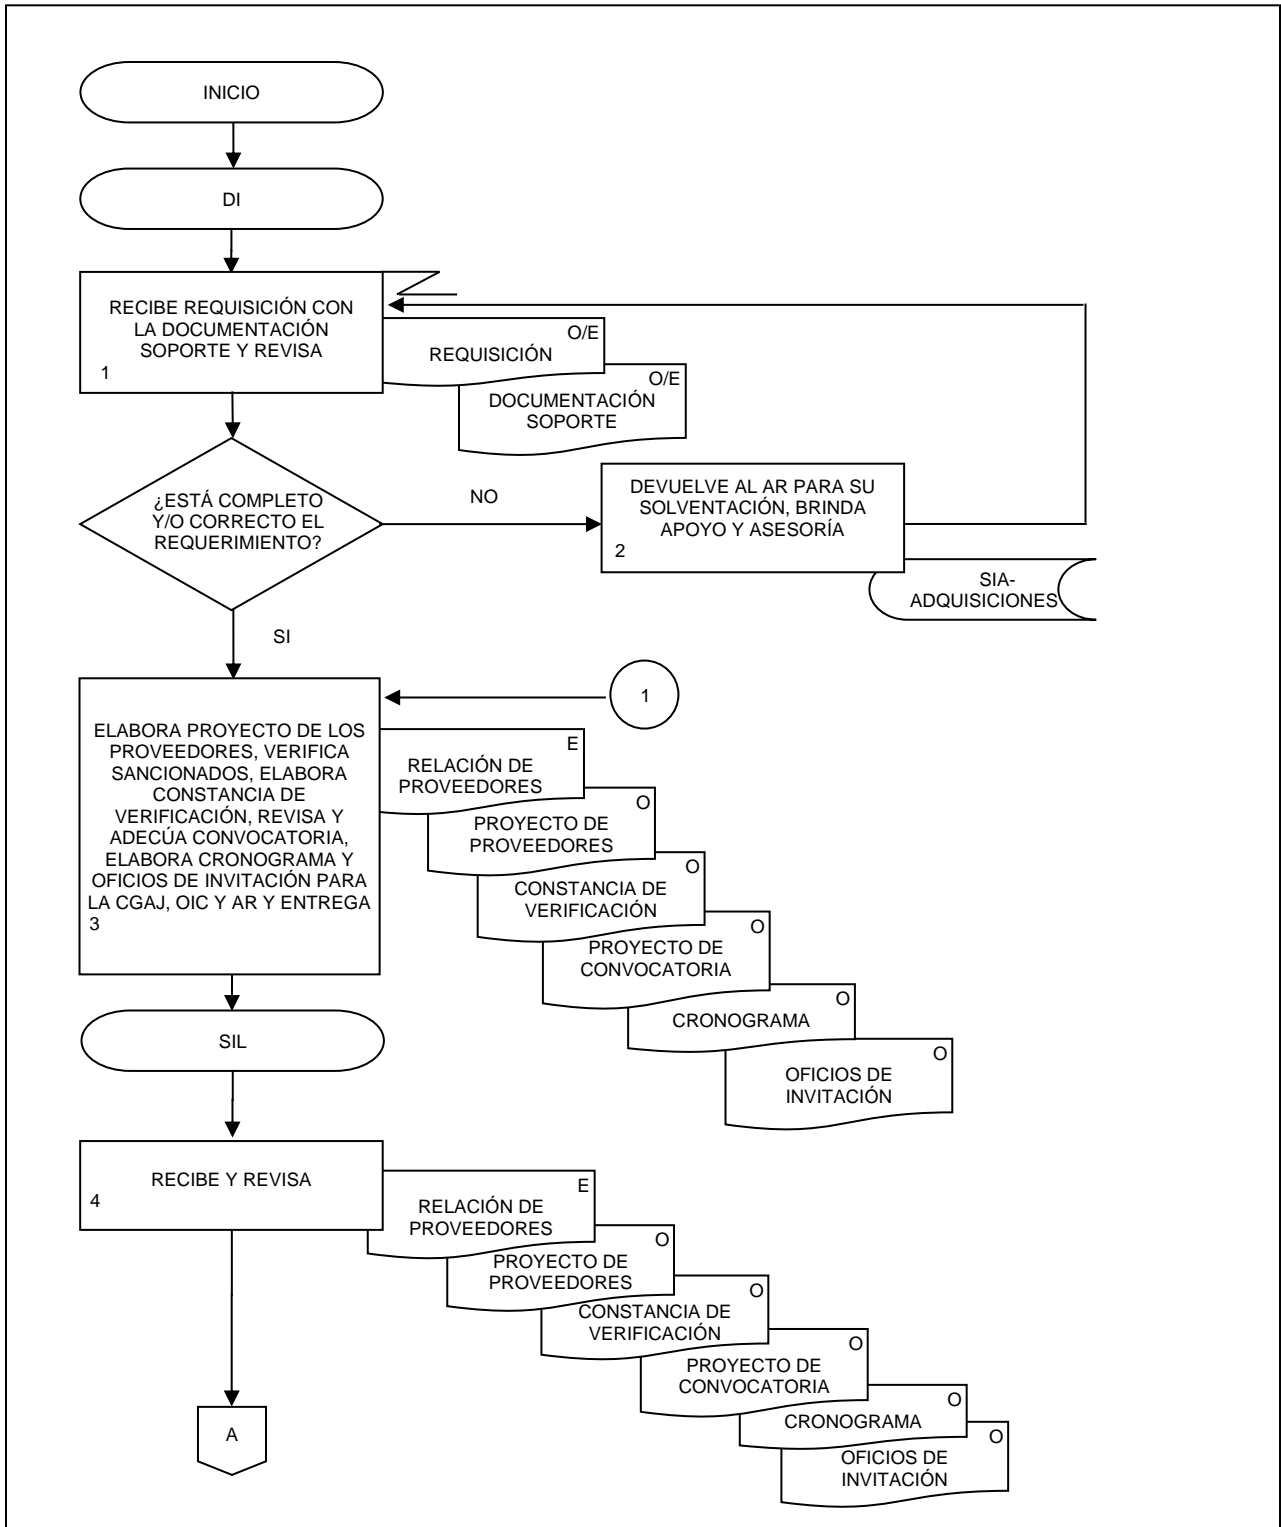 INICIO
DI
RECIBE REQUISICIÓN CON
LA DOCUMENTACIÓN
SOPORTE Y REVISA
1
O/E
REQUISICIÓN
O/E
DOCUMENTACIÓN
SOPORTE
¿ESTÁ COMPLETO
Y/O CORRECTO EL
REQUERIMIENTO?
NO
DEVUELVE AL AR PARA SU
SOLVENTACIÓN, BRINDA
APOYO Y ASESORÍA
2
SIA-
ADQUISICIONES
SI
1
ELABORA PROYECTO DE LOS
PROVEEDORES, VERIFICA
SANCIONADOS, ELABORA
CONSTANCIA DE
VERIFICACIÓN, REVISA Y
ADECÚA CONVOCATORIA,
ELABORA CRONOGRAMA Y
OFICIOS DE INVITACIÓN PARA
LA CGAJ, OIC Y AR Y ENTREGA
3
E
RELACIÓN DE
PROVEEDORES
O
PROYECTO DE
PROVEEDORES
O
CONSTANCIA DE
VERIFICACIÓN
O
PROYECTO DE
CONVOCATORIA
O
CRONOGRAMA
O
OFICIOS DE
INVITACIÓN
SIL
RECIBE Y REVISA
4
E
RELACIÓN DE
PROVEEDORES
O
PROYECTO DE
PROVEEDORES
O
CONSTANCIA DE
VERIFICACIÓN
O
PROYECTO DE
CONVOCATORIA
O
CRONOGRAMA
O
OFICIOS DE
INVITACIÓN
A